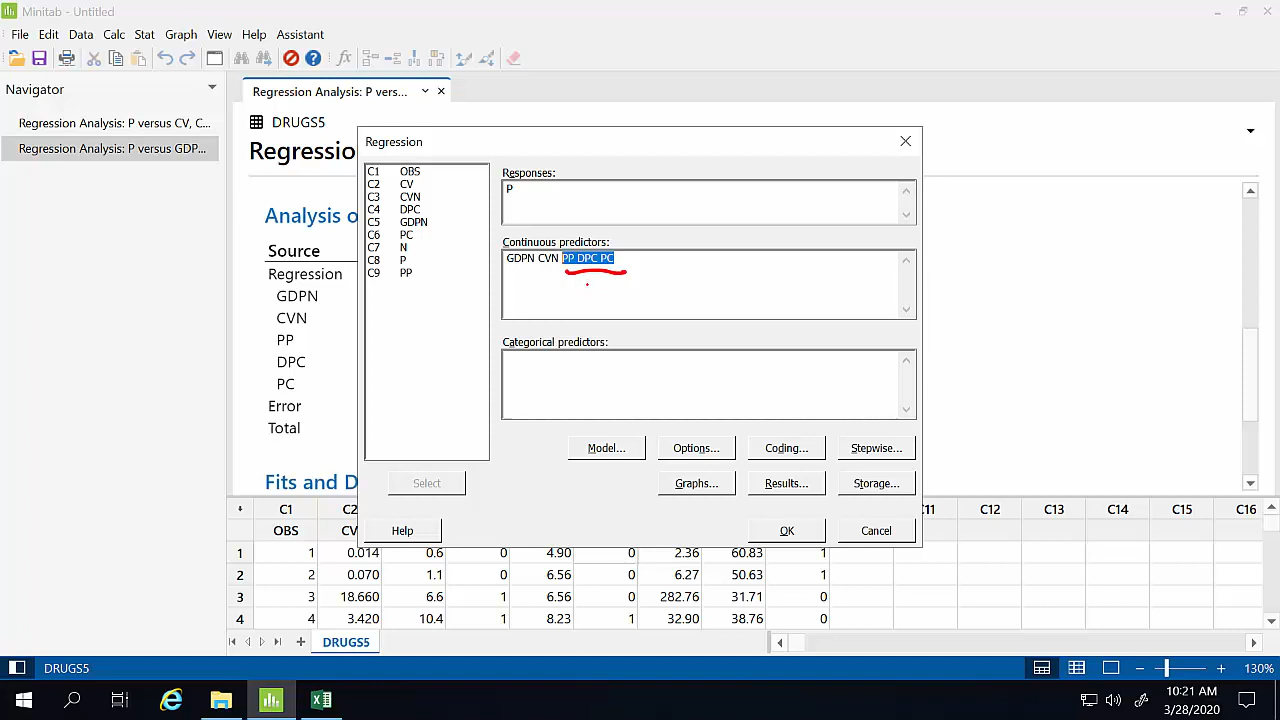 Minitab - Untitled
File Edit Data Calc Stat Graph View Help Assistant
Navigator
Regression Analysis: P vers...
Regression Analysis: P versus CV, C...
Regression Analysis: P versus GDP...
DRUGS5
Regressio
Analysis o
Source
Regression
GDPN
CVN
PP
DPC
PC
Error
Total
Fits and D
Regression
C1 OBS
C2 CV
C3 CVN
C4 DPC
C5 GDPN
C6 PC
C7 N
C8 P
C9 PP
Responses:
P
Continuous predictors:
GDPN CVN PP DPC PC
Categorical predictors:
Model... Options... Coding... Stepwise...
Select Graphs... Results... Storage...
Help OK Cancel
C1 C2 C11 C12 C13 C14 C15 C16
OBS CV
1 1 0.014 0.6 0 4.90 0 2.36 60.83 1
2 2 0.070 1.1 0 6.56 0 6.27 50.63 1
3 3 18.660 6.6 1 6.56 0 282.76 31.71 0
4 4 3.420 10.4 1 8.23 1 32.90 38.76 0
DRUGS5
DRUGS5 130%
10:21 AM
3/28/2020